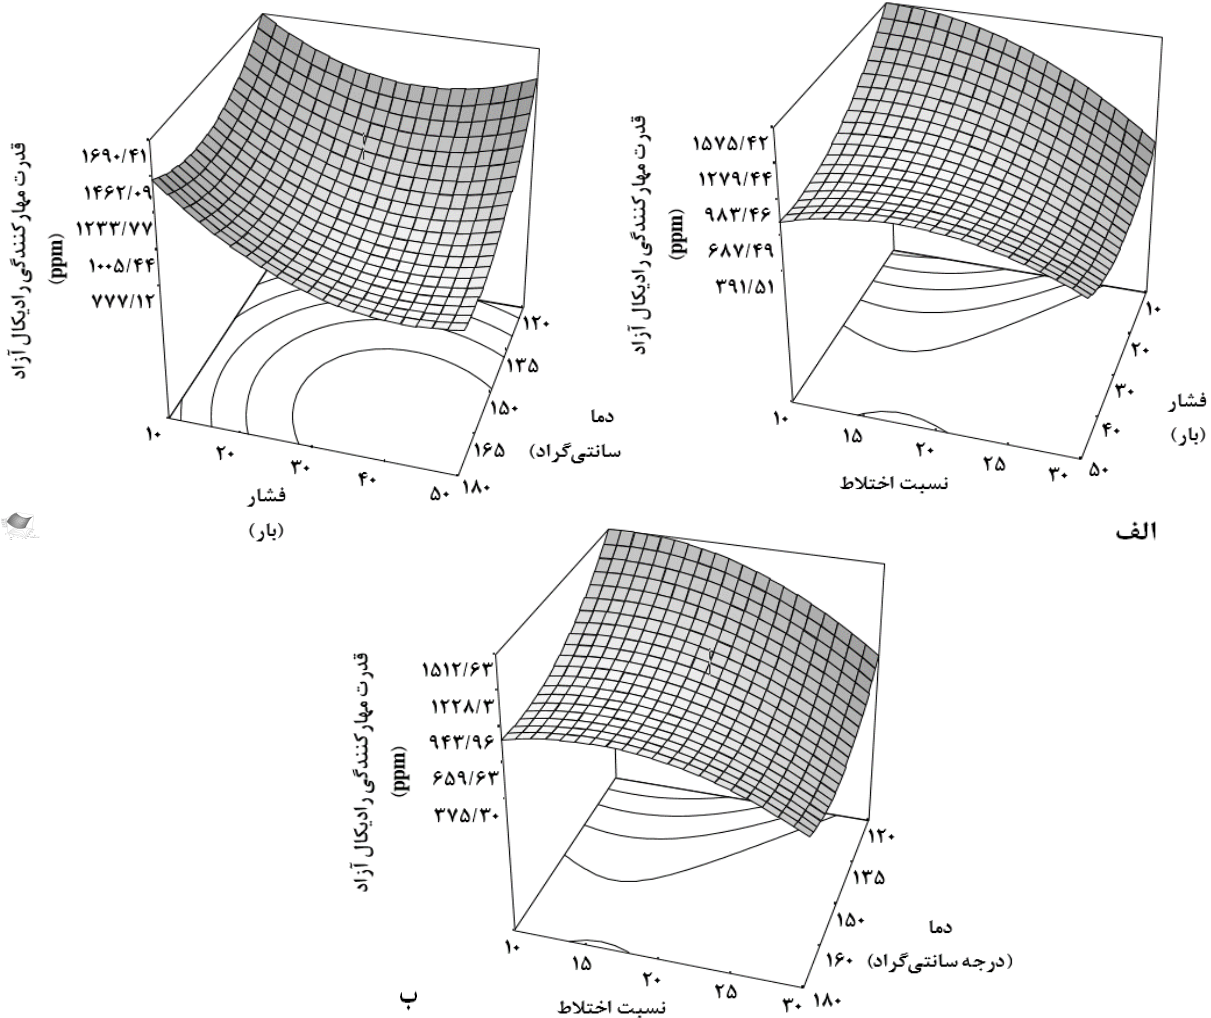 قدرت مهارکنندگی رادیکال آزاد
(ppm)
۱۶۹۰/۴۱
۱۴۶۲/۰۹
۱۲۳۳/۷۷
۱۰۰۵/۴۴
۷۷۷/۱۲
۱۰
۲۰
۳۰
۴۰
۵۰
فشار
(بار)
۱۲۰
۱۳۵
۱۵۰
۱۶۵
۱۸۰
دما
(سانتی‌گراد
قدرت مهارکنندگی رادیکال آزاد
(ppm)
۱۵۷۵/۴۲
۱۲۷۹/۴۴
۹۸۳/۴۶
۶۸۷/۴۹
۳۹۱/۵۱
۱۰
۱۵
۲۰
۲۵
۳۰
نسبت اختلاط
۱۰
۲۰
۳۰
۴۰
۵۰
فشار
(بار)
الف
قدرت مهارکنندگی رادیکال آزاد
(ppm)
۱۵۱۲/۶۳
۱۲۲۸/۳
۹۴۳/۹۶
۶۵۹/۶۳
۳۷۵/۳۰
۱۰
۱۵
۲۰
۲۵
۳۰
نسبت اختلاط
۱۲۰
۱۳۵
۱۵۰
۱۶۰
۱۸۰
دما
(درجه سانتی‌گراد)
ب